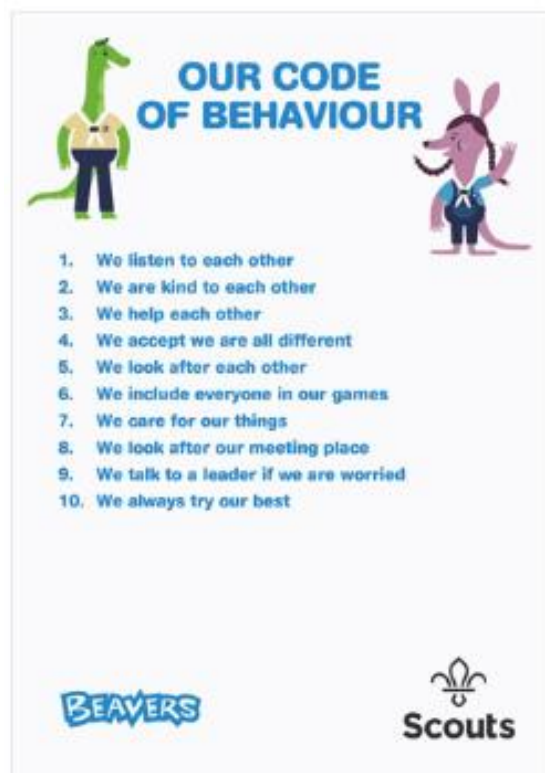 OUR CODE
OF BEHAVIOUR
1. We listen to each other
2. We are kind to each other
3. We help each other
4. We accept we are all different
5. We look after each other
6. We include everyone in our games
7. We care for our things
8. We look after our meeting place
9. We talk to a leader if we are worried
10. We always try our best
BEAVERS
Scouts